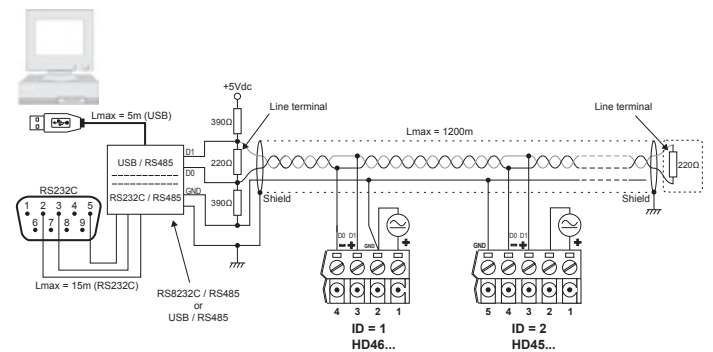 +5Vdc
Line terminal
Line terminal
Lmax = 5m (USB)
390Ω
Lmax = 1200m
D1
USB / RS485
220Ω
220Ω
D0
RS232C
RS232C / RS485
GND
390Ω
Shield
Shield
1 2 3 4 5
6 7 8 9
D0 D1
GND
GND
D0 D1
Lmax = 15m (RS232C)
RS8232C / RS485
or
USB / RS485
4 3 2 1
5 4 3 2 1
ID = 1
HD46...
ID = 2
HD45...